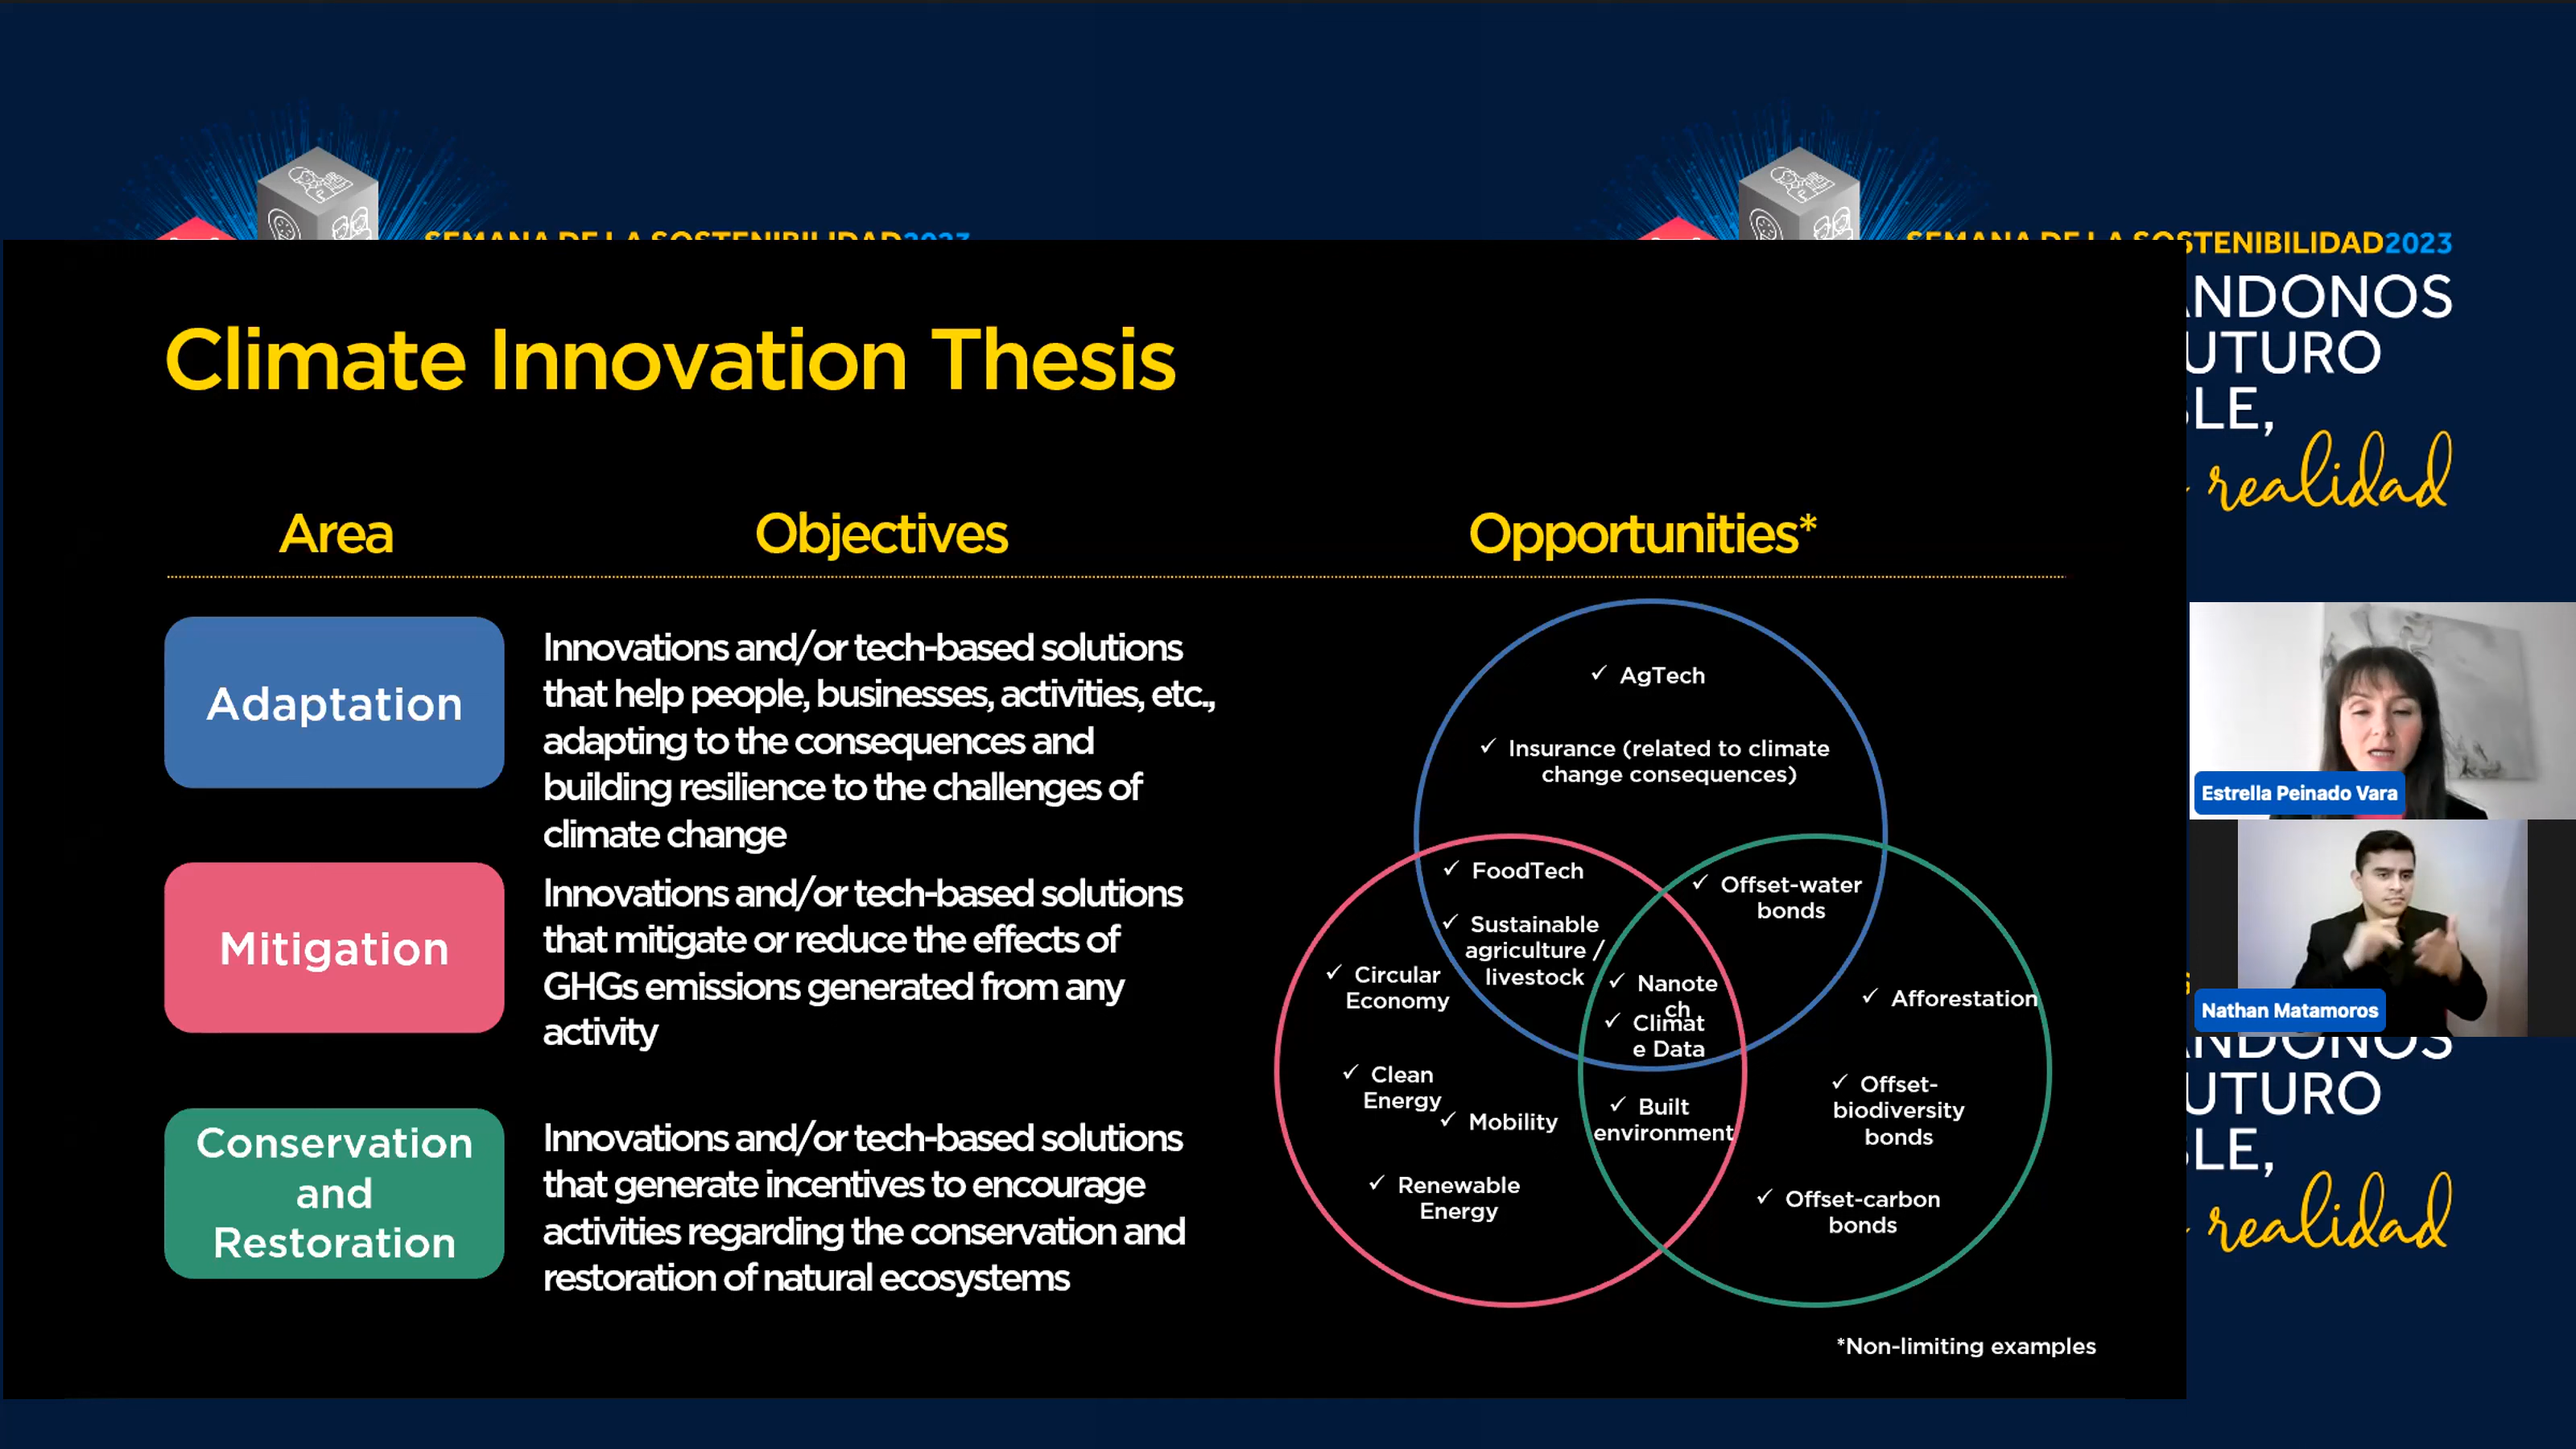 SEMANA DE LA SOSTENIBILIDAD2023
SEMANA DE LA SOSTENIBILIDAD2023
NDONOS
UTURO
LE,
realidad
Climate Innovation Thesis
Area
Objectives
Opportunities*
Adaptation
Innovations and/or tech-based solutions
that help people, businesses, activities, etc.,
adapting to the consequences and
building resilience to the challenges of
climate change
Mitigation
Innovations and/or tech-based solutions
that mitigate or reduce the effects of
GHGs emissions generated from any
activity
Conservation
and
Restoration
Innovations and/or tech-based solutions
that generate incentives to encourage
activities regarding the conservation and
restoration of natural ecosystems
✓ AgTech
✓ Insurance (related to climate
change consequences)
✓ FoodTech
✓ Sustainable
agriculture /
livestock
✓ Offset-water
bonds
✓ Circular
Economy
✓ Nanote
ch
✓ Climat
e Data
✓ Afforestation
✓ Clean
Energy
✓ Mobility
✓ Built
environment
✓ Offset-
biodiversity
bonds
✓ Renewable
Energy
✓ Offset-carbon
bonds
*Non-limiting examples
Estrella Peinado Vara
Nathan Matamoros
NDONOS
UTURO
LE,
realidad